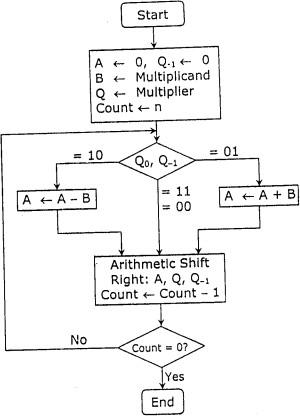 Start
A ← 0, Q-1 ← 0
B ← Multiplicand
Q ← Multiplier
Count ← n
= 10
Q0, Q-1
= 01
A ← A - B
= 11
= 00
A ← A + B
Arithmetic Shift
Right: A, Q, Q-1
Count ← Count - 1
No
Count = 0?
Yes
End